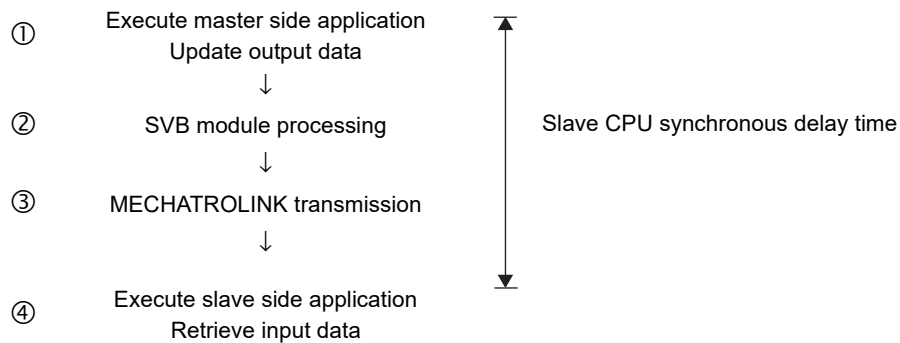 ① Execute master side application
Update output data
↓
② SVB module processing
Slave CPU synchronous delay time
↓
③ MECHATROLINK transmission
↓
④ Execute slave side application
Retrieve input data